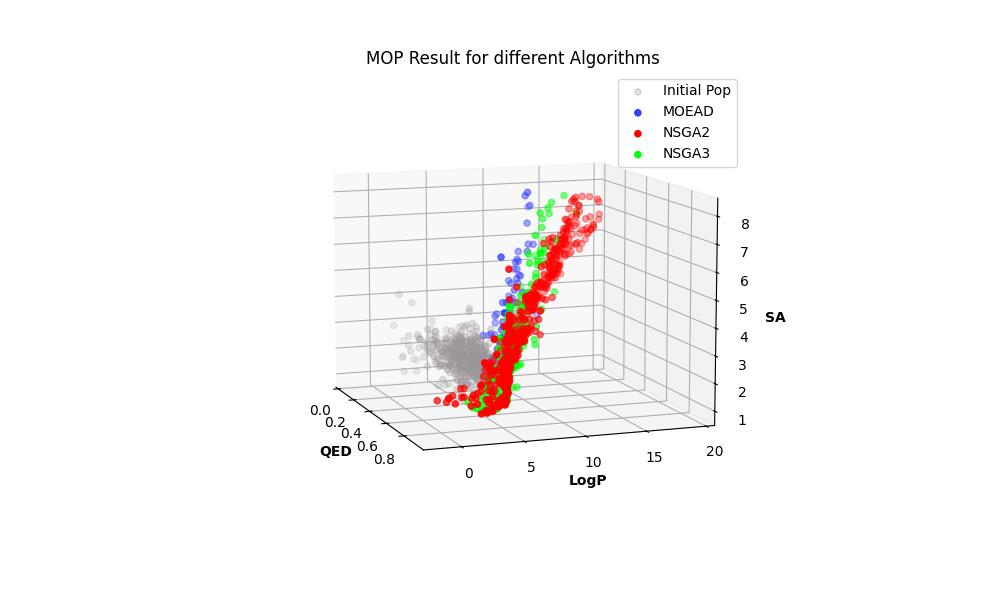 MOP Result for different Algorithms
Initial Pop
MOEAD
NSGA2
NSGA3
8
7
6
5
4
3
2
1
SA
0.0
0.2
0.4
0.6
0.8
QED
0
5
10
15
20
LogP